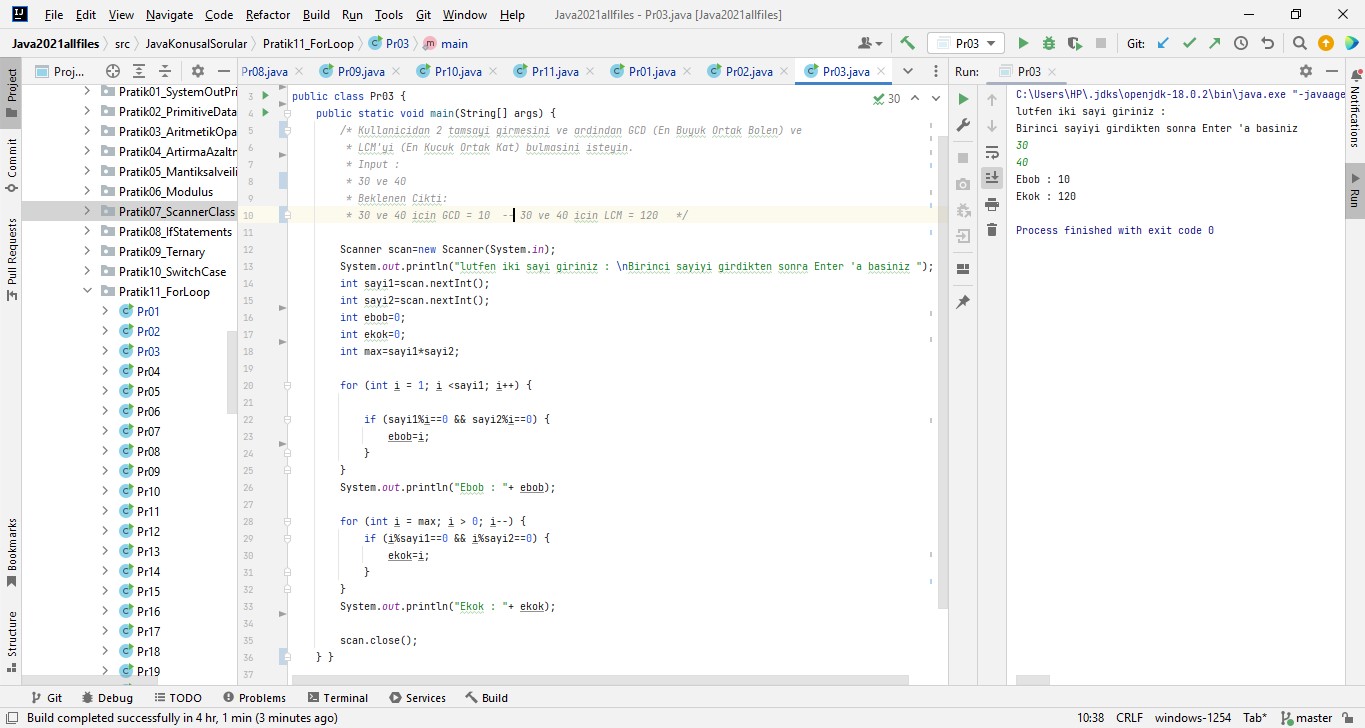 File Edit View Navigate Code Refactor Build Run Tools Git Window Help Java2021allfiles - Pr03.java [Java2021allfiles]
Java2021allfiles src JavaKonusalSorular Pratik11_ForLoop Pr03 main Pr03 Git:
Proj... Pr08.java Pr09.java Pr10.java Pr11.java Pr01.java Pr02.java Pr03.java Run: Pr03
Project
Commit
Pull Requests
Bookmarks
Structure
Pratik01_SystemOutPri
Pratik02_PrimitiveData
Pratik03_AritmetikOpa
Pratik04_ArtirmaAzaltr
Pratik05_Mantiksalveili
Pratik06_Modulus
Pratik07_ScannerClass
Pratik08_IfStatements
Pratik09_Ternary
Pratik10_SwitchCase
Pratik11_ForLoop
Pr01
Pr02
Pr03
Pr04
Pr05
Pr06
Pr07
Pr08
Pr09
Pr10
Pr11
Pr12
Pr13
Pr14
Pr15
Pr16
Pr17
Pr18
Pr19
30
3 public class Pr03 {
4 public static void main(String[] args) {
5 /* Kullanicidan 2 tamsayi girmesini ve ardindan GCD (En Buyuk Ortak Bolen) ve
6 * LCM'yi (En Kucuk Ortak Kat) bulmasini isteyin.
7 * Input :
8 * 30 ve 40
9 * Beklenen Cikti:
10 * 30 ve 40 icin GCD = 10 -- 30 ve 40 icin LCM = 120 */
11
12 Scanner scan=new Scanner(System.in);
13 System.out.println("lutfen iki sayi giriniz : \nBirinci sayiyi girdikten sonra Enter 'a basiniz ");
14 int sayi1=scan.nextInt();
15 int sayi2=scan.nextInt();
16 int ebob=0;
17 int ekok=0;
18 int max=sayi1*sayi2;
19
20 for (int i = 1; i <sayi1; i++) {
21
22 if (sayi1%i==0 && sayi2%i==0) {
23 ebob=i;
24 }
25 }
26 System.out.println("Ebob : "+ ebob);
27
28 for (int i = max; i > 0; i--) {
29 if (i%sayi1==0 && i%sayi2==0) {
30 ekok=i;
31 }
32 }
33 System.out.println("Ekok : "+ ekok);
34
35 scan.close();
36 } }
37
C:\Users\HP\.jdks\openjdk-18.0.2\bin\java.exe "-javaage
lutfen iki sayi giriniz :
Birinci sayiyi girdikten sonra Enter 'a basiniz
30
40
Ebob : 10
Ekok : 120
Process finished with exit code 0
Notifications
Run
Git Debug TODO Problems Terminal Services Build
Build completed successfully in 4 hr, 1 min (3 minutes ago) 10:38 CRLF windows-1254 Tab* master